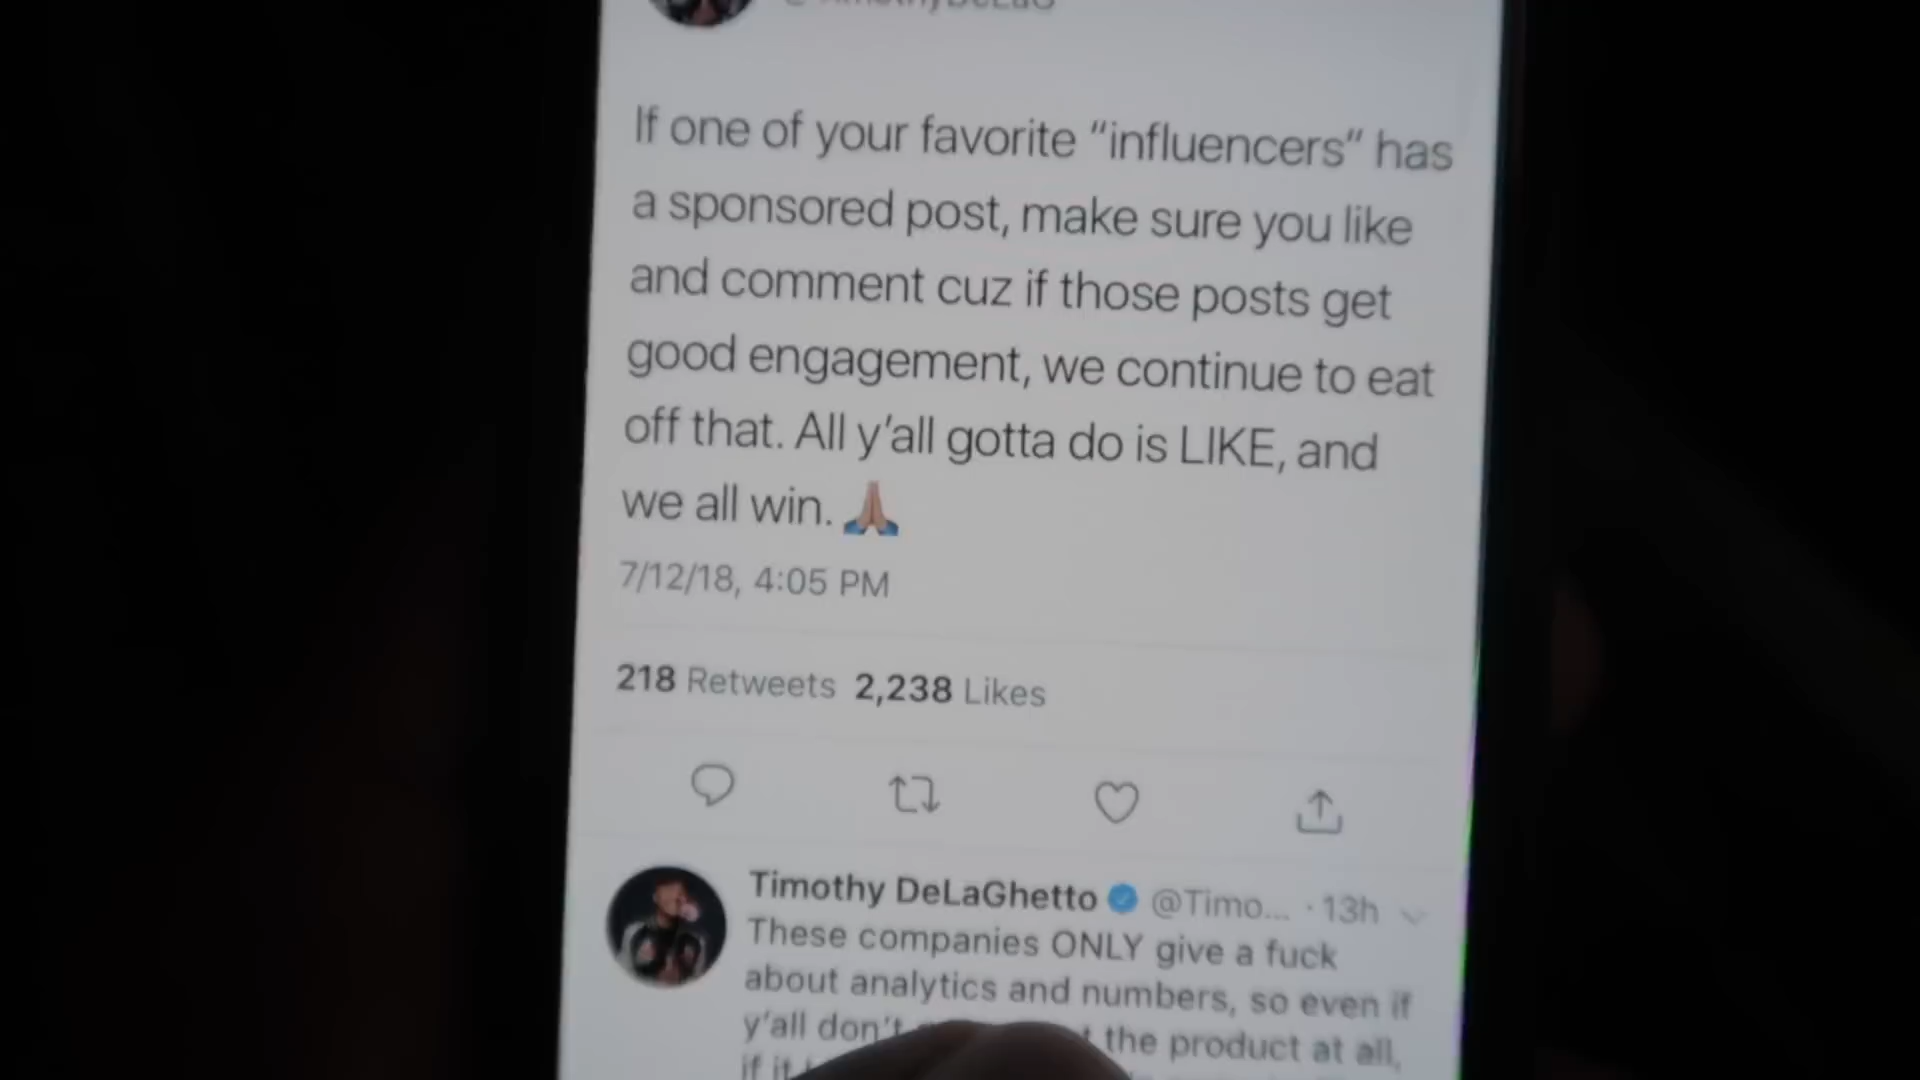 If one of your favorite "influencers" has
a sponsored post, make sure you like
and comment cuz if those posts get
good engagement, we continue to eat
off that. All y'all gotta do is LIKE, and
we all win. 🙏🏼
7/12/18, 4:05 PM
218 Retweets 2,238 Likes
Timothy DeLaGhetto @Timo... · 13h
These companies ONLY give a fuck
about analytics and numbers, so even if
y'all don't the product at all,
if it